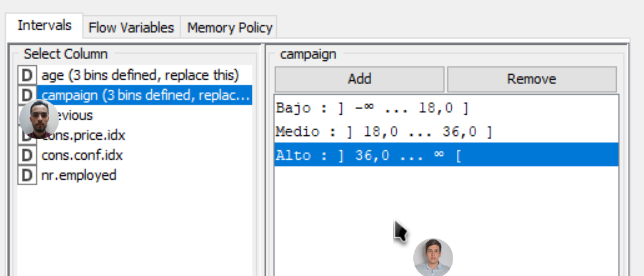 Intervals Flow Variables Memory Policy
Select Column
D age (3 bins defined, replace this)
D campaign (3 bins defined, replac...
evious
cons.price.idx
D cons.conf.idx
D nr.employed
campaign
Add Remove
Bajo : ] -∞ ... 18,0 ]
Medio : ] 18,0 ... 36,0 ]
Alto : ] 36,0 ... ∞ [